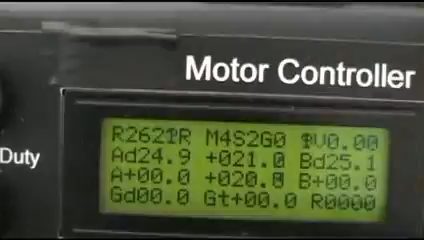 Motor Controller
Duty
R262↑R M4S2G0 ↑V0.00
Ad24.9 +021.0 Bd25.1
A+00.0 +020.0 B+00.0
Gd00.0 Gt+00.0 R0000